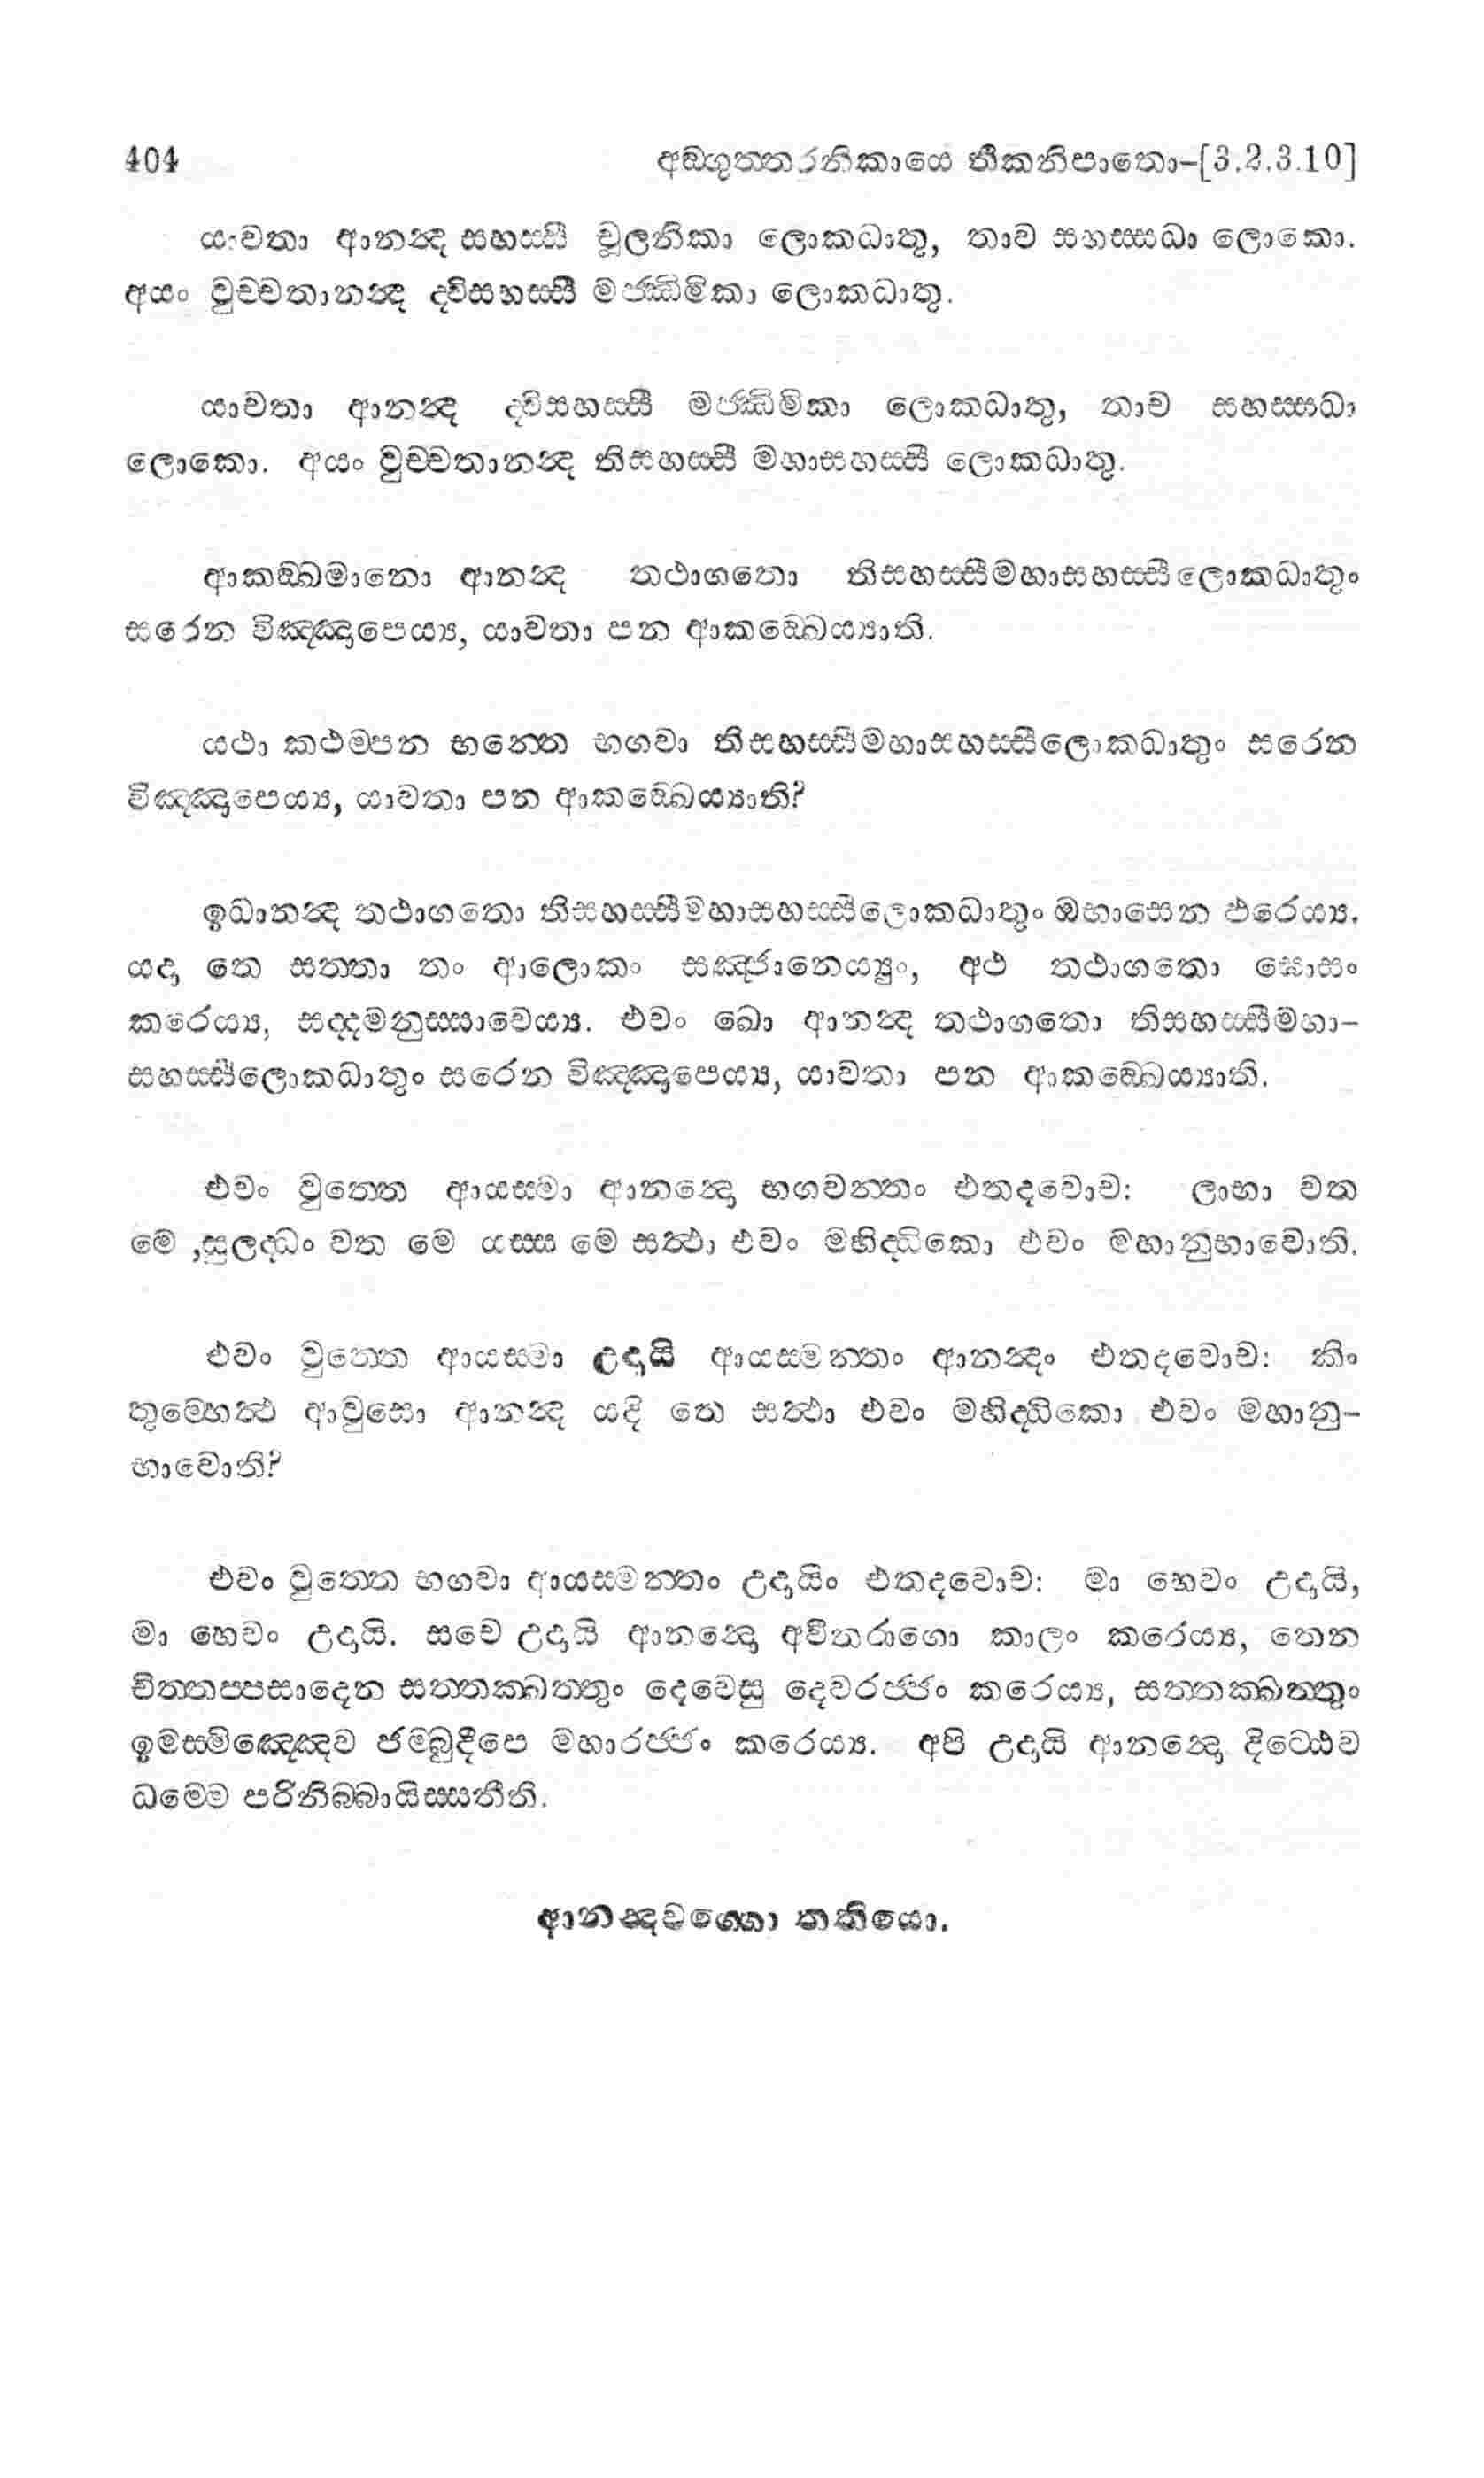 404 අඞ්ගුත්තරනිකායෙ තිකනිපාතො-[3.2.3.10]
යාවතා ආනන්‍ද සහස්සී චූලනිකා ලොකධාතු, තාව සහස්සධා ලොකො.
අයං වුච්චතානන්‍ද ද්විසහස්සී මජ්ඣිමිකා ලොකධාතු.
යාවතා ආනන්‍ද ද්විසහස්සී මජ්ඣිමිකා ලොකධාතු, තාව සහස්සධා
ලොකො. අයං වුච්චතානන්‍ද තිසහස්සී මහාසහස්සී ලොකධාතු.
ආකඞ්ඛමානො ආනන්‍ද තථාගතො තිසහස්සීමහාසහස්සීලොකධාතුං
සරෙන විඤ්ඤාපෙය්‍ය, යාවතා පන ආකඞ්ඛෙය්‍යාති.
යථා කථම්පන භන්තෙ භගවා තිසහස්සීමහාසහස්සීලොකධාතුං සරෙන
විඤ්ඤාපෙය්‍ය, යාවතා පන ආකඞ්ඛෙය්‍යාති?
ඉධානන්‍ද තථාගතො තිසහස්සීමහාසහස්සීලොකධාතුං ඔභාසෙන ඵරෙය්‍ය.
යදා තෙ සත්තා තං ආලොකං සඤ්ජානෙය්‍යුං, අථ තථාගතො ඝොසං
කරෙය්‍ය, සද්දමනුස්සාවෙය්‍ය. එවං ඛො ආනන්‍ද තථාගතො තිසහස්සීමහා-
සහස්සීලොකධාතුං සරෙන විඤ්ඤාපෙය්‍ය, යාවතා පන ආකඞ්ඛෙය්‍යාති.
එවං වුත්තෙ ආයස්මා ආනන්‍දො භගවන්තං එතදවොච: ලාභා වත
මෙ ,සුලද්ධං වත මෙ යස්ස මෙ සත්‍ථා එවං මහිද්ධිකො එවං මහානුභාවොති.
එවං වුත්තෙ ආයස්මා උදායි ආයස්මන්තං ආනන්‍දං එතදවොච: කිං
තුම්හෙත්‍ථ ආවුසො ආනන්‍ද යදි තෙ සත්‍ථා එවං මහිද්ධිකො එවං මහානු-
භාවොති?
එවං වුත්තෙ භගවා ආයස්මන්තං උදායිං එතදවොච: මා හෙවං උදායි,
මා හෙවං උදායි. සචෙ උදායි ආනන්‍දො අවීතරාගො කාලං කරෙය්‍ය, තෙන
චිත්තප්පසාදෙන සත්තක්ඛත්තුං දෙවෙසු දෙවරජ්ජං කරෙය්‍ය, සත්තක්ඛත්තුං
ඉමස්මිඤ්ඤෙව ජම්බුදීපෙ මහාරජ්ජං කරෙය්‍ය. අපි උදායි ආනන්‍දො දිට්ඨෙව
ධම්මෙ පරිනිබ්බායිස්සතීති.
ආනන්‍දවග්ගො තතියො.